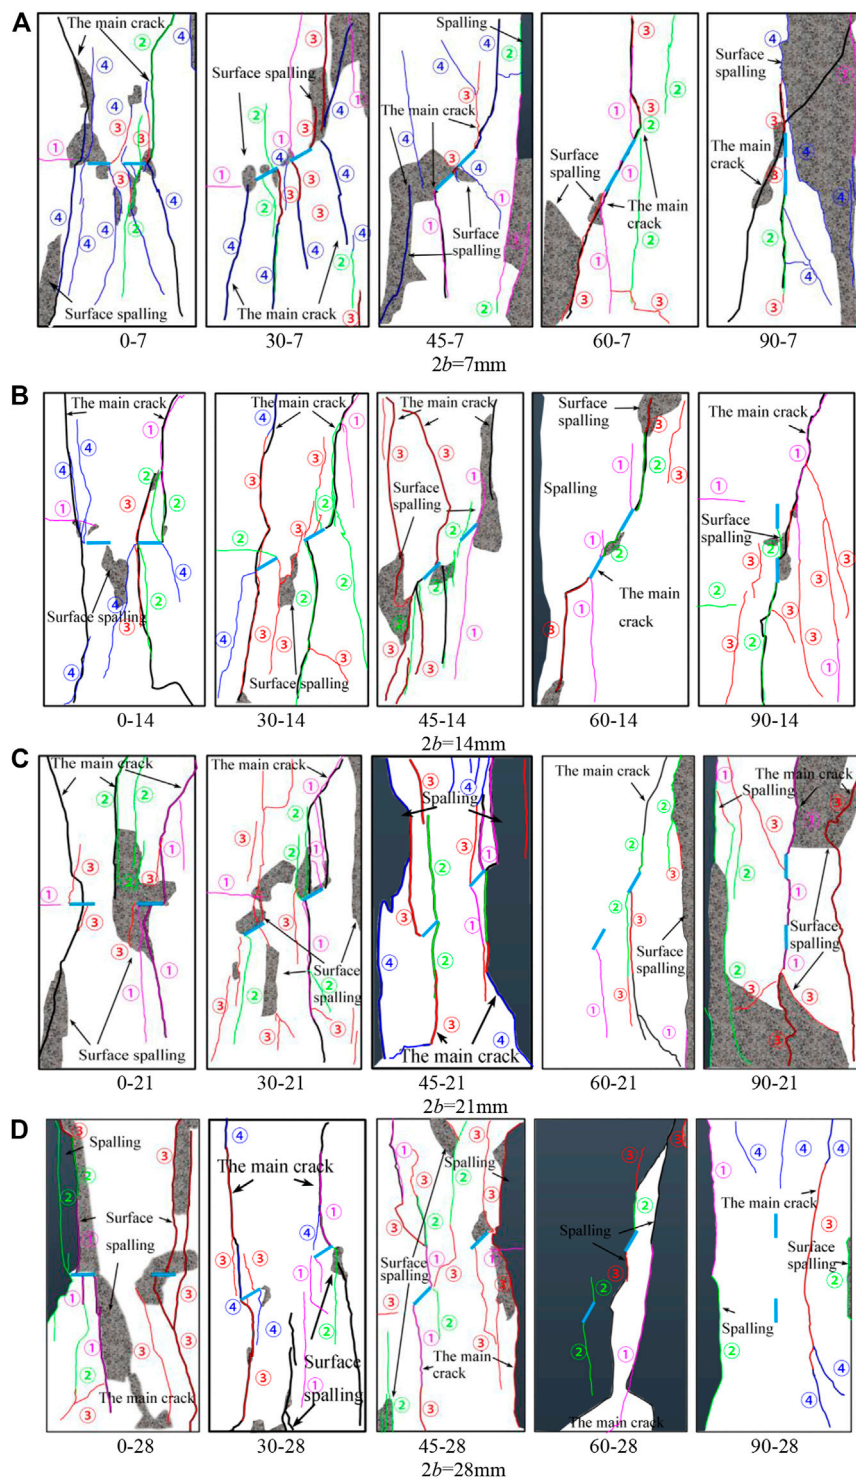 A
The main crack
Surface spalling
0-7
Surface spalling
The main crack
30-7
Spalling
The main crack
Surface
spalling
45-7
Surface spalling
The main
crack
60-7
Surface
spalling
The main
crack
90-7
2b=7mm
B
The main crack
Surface spalling
0-14
The main crack
Surface spalling
30-14
The main crack
Surface
spalling
45-14
Surface
spalling
Spalling
The main
crack
60-14
The main crack
Surface
spalling
90-14
2b=14mm
C
The main crack
Surface spalling
0-21
The main crack
Surface
spalling
30-21
Spalling
The main crack
45-21
The main crack
Surface
spalling
60-21
The main crack
Spalling
Surface
spalling
90-21
2b=21mm
D
Spalling
Surface
spalling
The main crack
0-28
The main crack
Surface
spalling
30-28
Spalling
Surface
spalling
The main
crack
45-28
Spalling
The main crack
60-28
The main crack
Surface
spalling
Spalling
90-28
2b=28mm